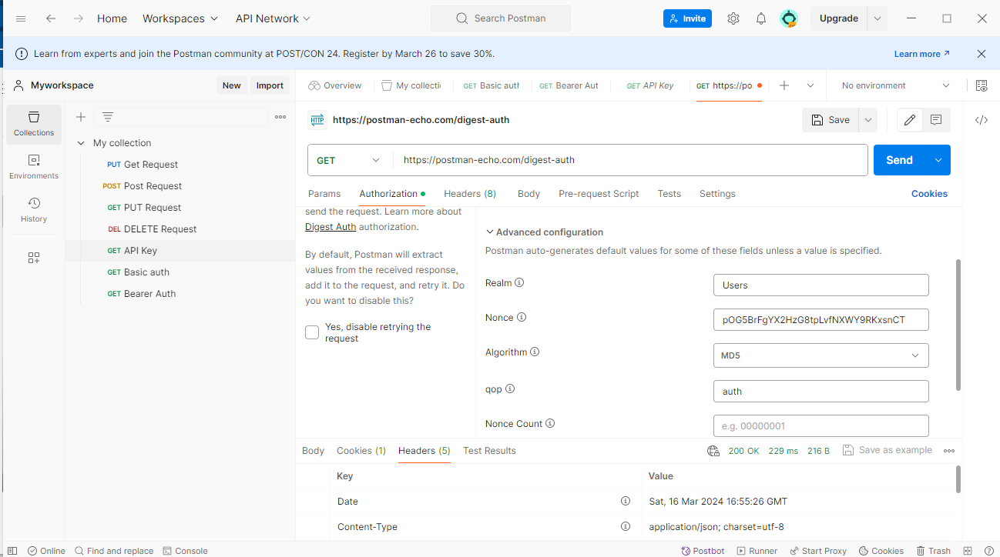 Home Workspaces API Network Search Postman Invite Upgrade
Learn from experts and join the Postman community at POST/CON 24. Register by March 26 to save 30%. Learn more
Myworkspace New Import Overview My collecti GET Basic auth GET Bearer Aut GET API Key GET https://po. No environment
Collections
Environments
History
My collection
PUT Get Request
POST Post Request
GET PUT Request
DEL DELETE Request
GET API Key
GET Basic auth
GET Bearer Auth
HTTP https://postman-echo.com/digest-auth Save
GET https://postman-echo.com/digest-auth Send
Params Authorization Headers (8) Body Pre-request Script Tests Settings Cookies
send the request. Learn more about
Digest Auth authorization.
By default, Postman will extract
values from the received response,
add it to the request, and retry it. Do
you want to disable this?
Yes, disable retrying the
request
Advanced configuration
Postman auto-generates default values for some of these fields unless a value is specified.
Realm Users
Nonce pOG5BrFgYX2HzG8tpLvfNXWY9RKxsnCT
Algorithm MD5
qop auth
Nonce Count e.g. 00000001
Body Cookies (1) Headers (5) Test Results 200 OK 229 ms 216 B Save as example
Key Value
Date Sat, 16 Mar 2024 16:55:26 GMT
Content-Type application/json; charset=utf-8
Online Find and replace Console Postbot Runner Start Proxy Cookies Trash